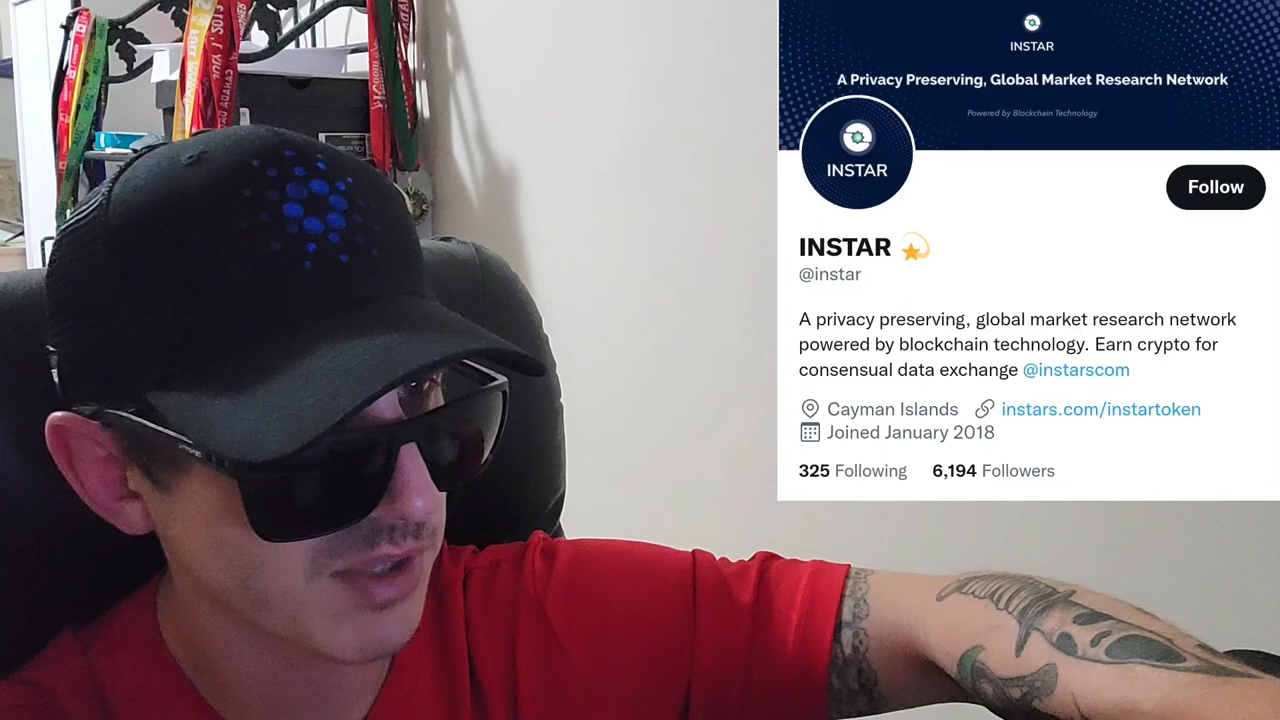 INSTAR
A Privacy Preserving, Global Market Research Network
Powered by Blockchain Technology
INSTAR
Follow
INSTAR
@instar
A privacy preserving, global market research network
powered by blockchain technology. Earn crypto for
consensual data exchange @instarscom
Cayman Islands instars.com/instartoken
Joined January 2018
325 Following 6,194 Followers
CANADA